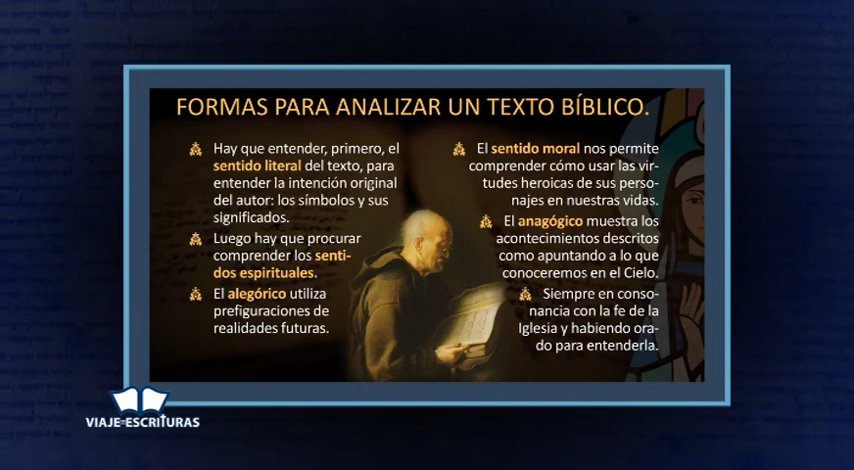 FORMAS PARA ANALIZAR UN TEXTO BÍBLICO.
Hay que entender, primero, el
sentido literal del texto, para
entender la intención original
del autor: los símbolos y sus
significados.
Luego hay que procurar
comprender los senti-
dos espirituales.
El alegórico utiliza
prefiguraciones de
realidades futuras.
El sentido moral nos permite
comprender cómo usar las vir-
tudes heroicas de sus perso-
najes en nuestras vidas.
El anagógico muestra los
acontecimientos descritos
como apuntando a lo que
conoceremos en el Cielo.
Siempre en conso-
nancia con la fe de la
Iglesia y habiendo ora-
do para entenderla.
VIAJE ESCRITURAS